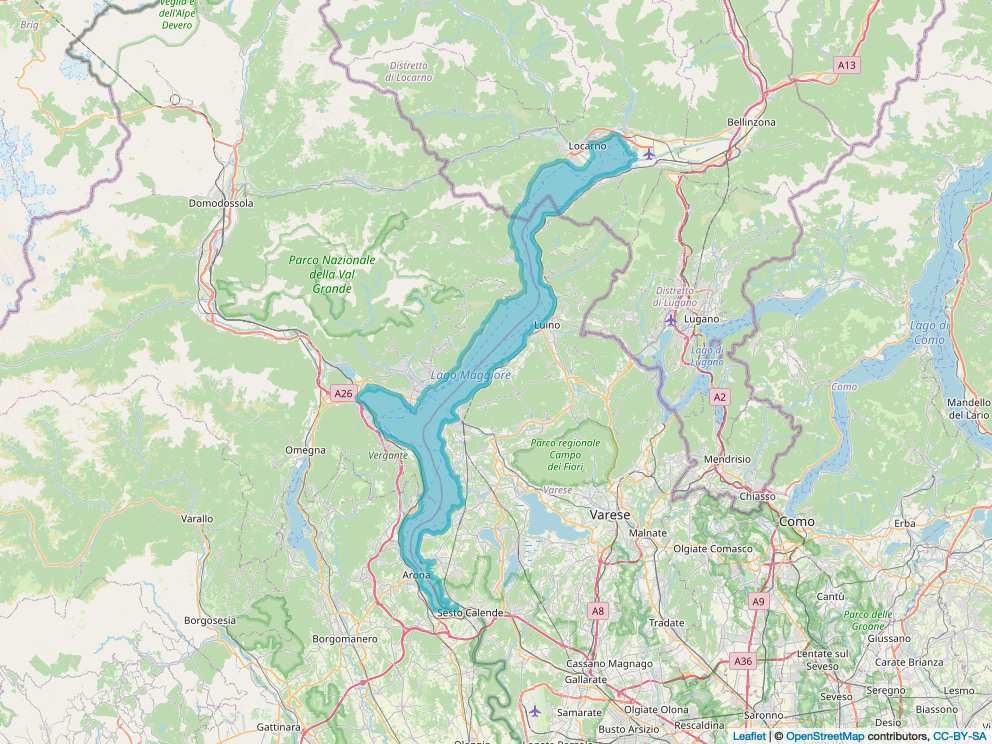 Veglia e
dell'Alpe
Devero
Brig
Distretto
di Locarno
A13
Bellinzona
Locarno
Domodossola
Parco Nazionale
della Val
Grande
Distretto
di Lugano
Lugano
Luino
Lago di
Lugano
Lago di
Como
Lago Maggiore
Como
A26
A2
Mandello
del Lario
Omegna
Vergante
Parco regionale
Campo
dei Fiori
Mendrisio
Varese
Chiasso
Varallo
Varese
Como
Erba
Malnate
Olgiate Comasco
Arona
Cantù
Sesto Calende
A8
A9
Parco delle
Groane
Borgosesia
Tradate
Giussano
Borgomanero
Lentate sul
Seveso
Carate Brianza
Cassano Magnago
A36
Gallarate
Seregno
Lesmo
Seveso
Biassono
Samarate
Olgiate Olona
Saronno
Desio
Gattinara
Busto Arsizio
Rescaldina
Leaflet | © OpenStreetMap contributors, CC-BY-SA